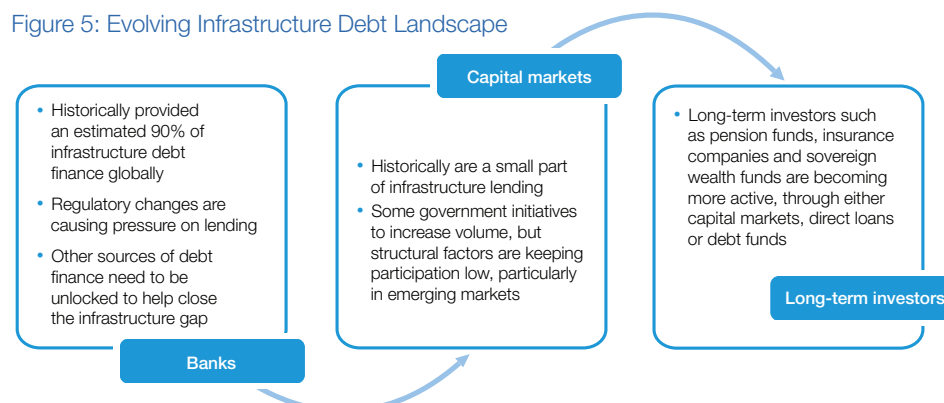 Figure 5: Evolving Infrastructure Debt Landscape
• Historically provided
an estimated 90% of
infrastructure debt
finance globally
• Regulatory changes are
causing pressure on lending
• Other sources of debt
finance need to be
unlocked to help close
the infrastructure gap
Banks
Capital markets
• Historically are a small part
of infrastructure lending
• Some government initiatives
to increase volume, but
structural factors are keeping
participation low, particularly
in emerging markets
• Long-term investors such
as pension funds, insurance
companies and sovereign
wealth funds are becoming
more active, through either
capital markets, direct loans
or debt funds
Long-term investors